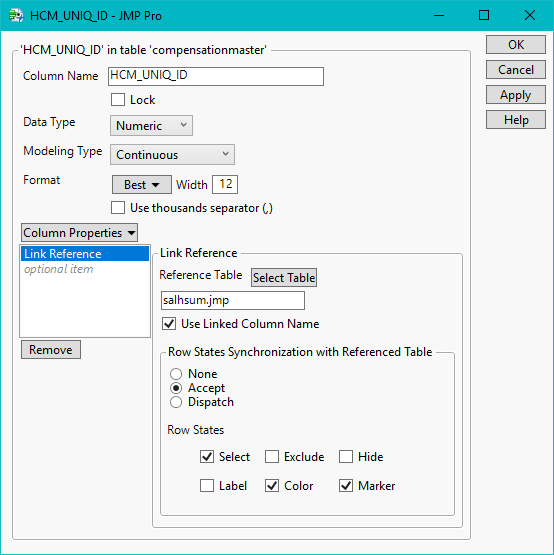 HCM_UNIQ_ID - JMP Pro
'HCM_UNIQ_ID' in table 'compensationmaster'
OK
Cancel
Apply
Help
Column Name HCM_UNIQ_ID
Lock
Data Type Numeric
Modeling Type Continuous
Format Best Width 12
Use thousands separator (,)
Column Properties
Link Reference
optional item
Remove
Link Reference
Reference Table Select Table
salhsum.jmp
Use Linked Column Name
Row States Synchronization with Referenced Table
None
Accept
Dispatch
Row States
Select Exclude Hide
Label Color Marker